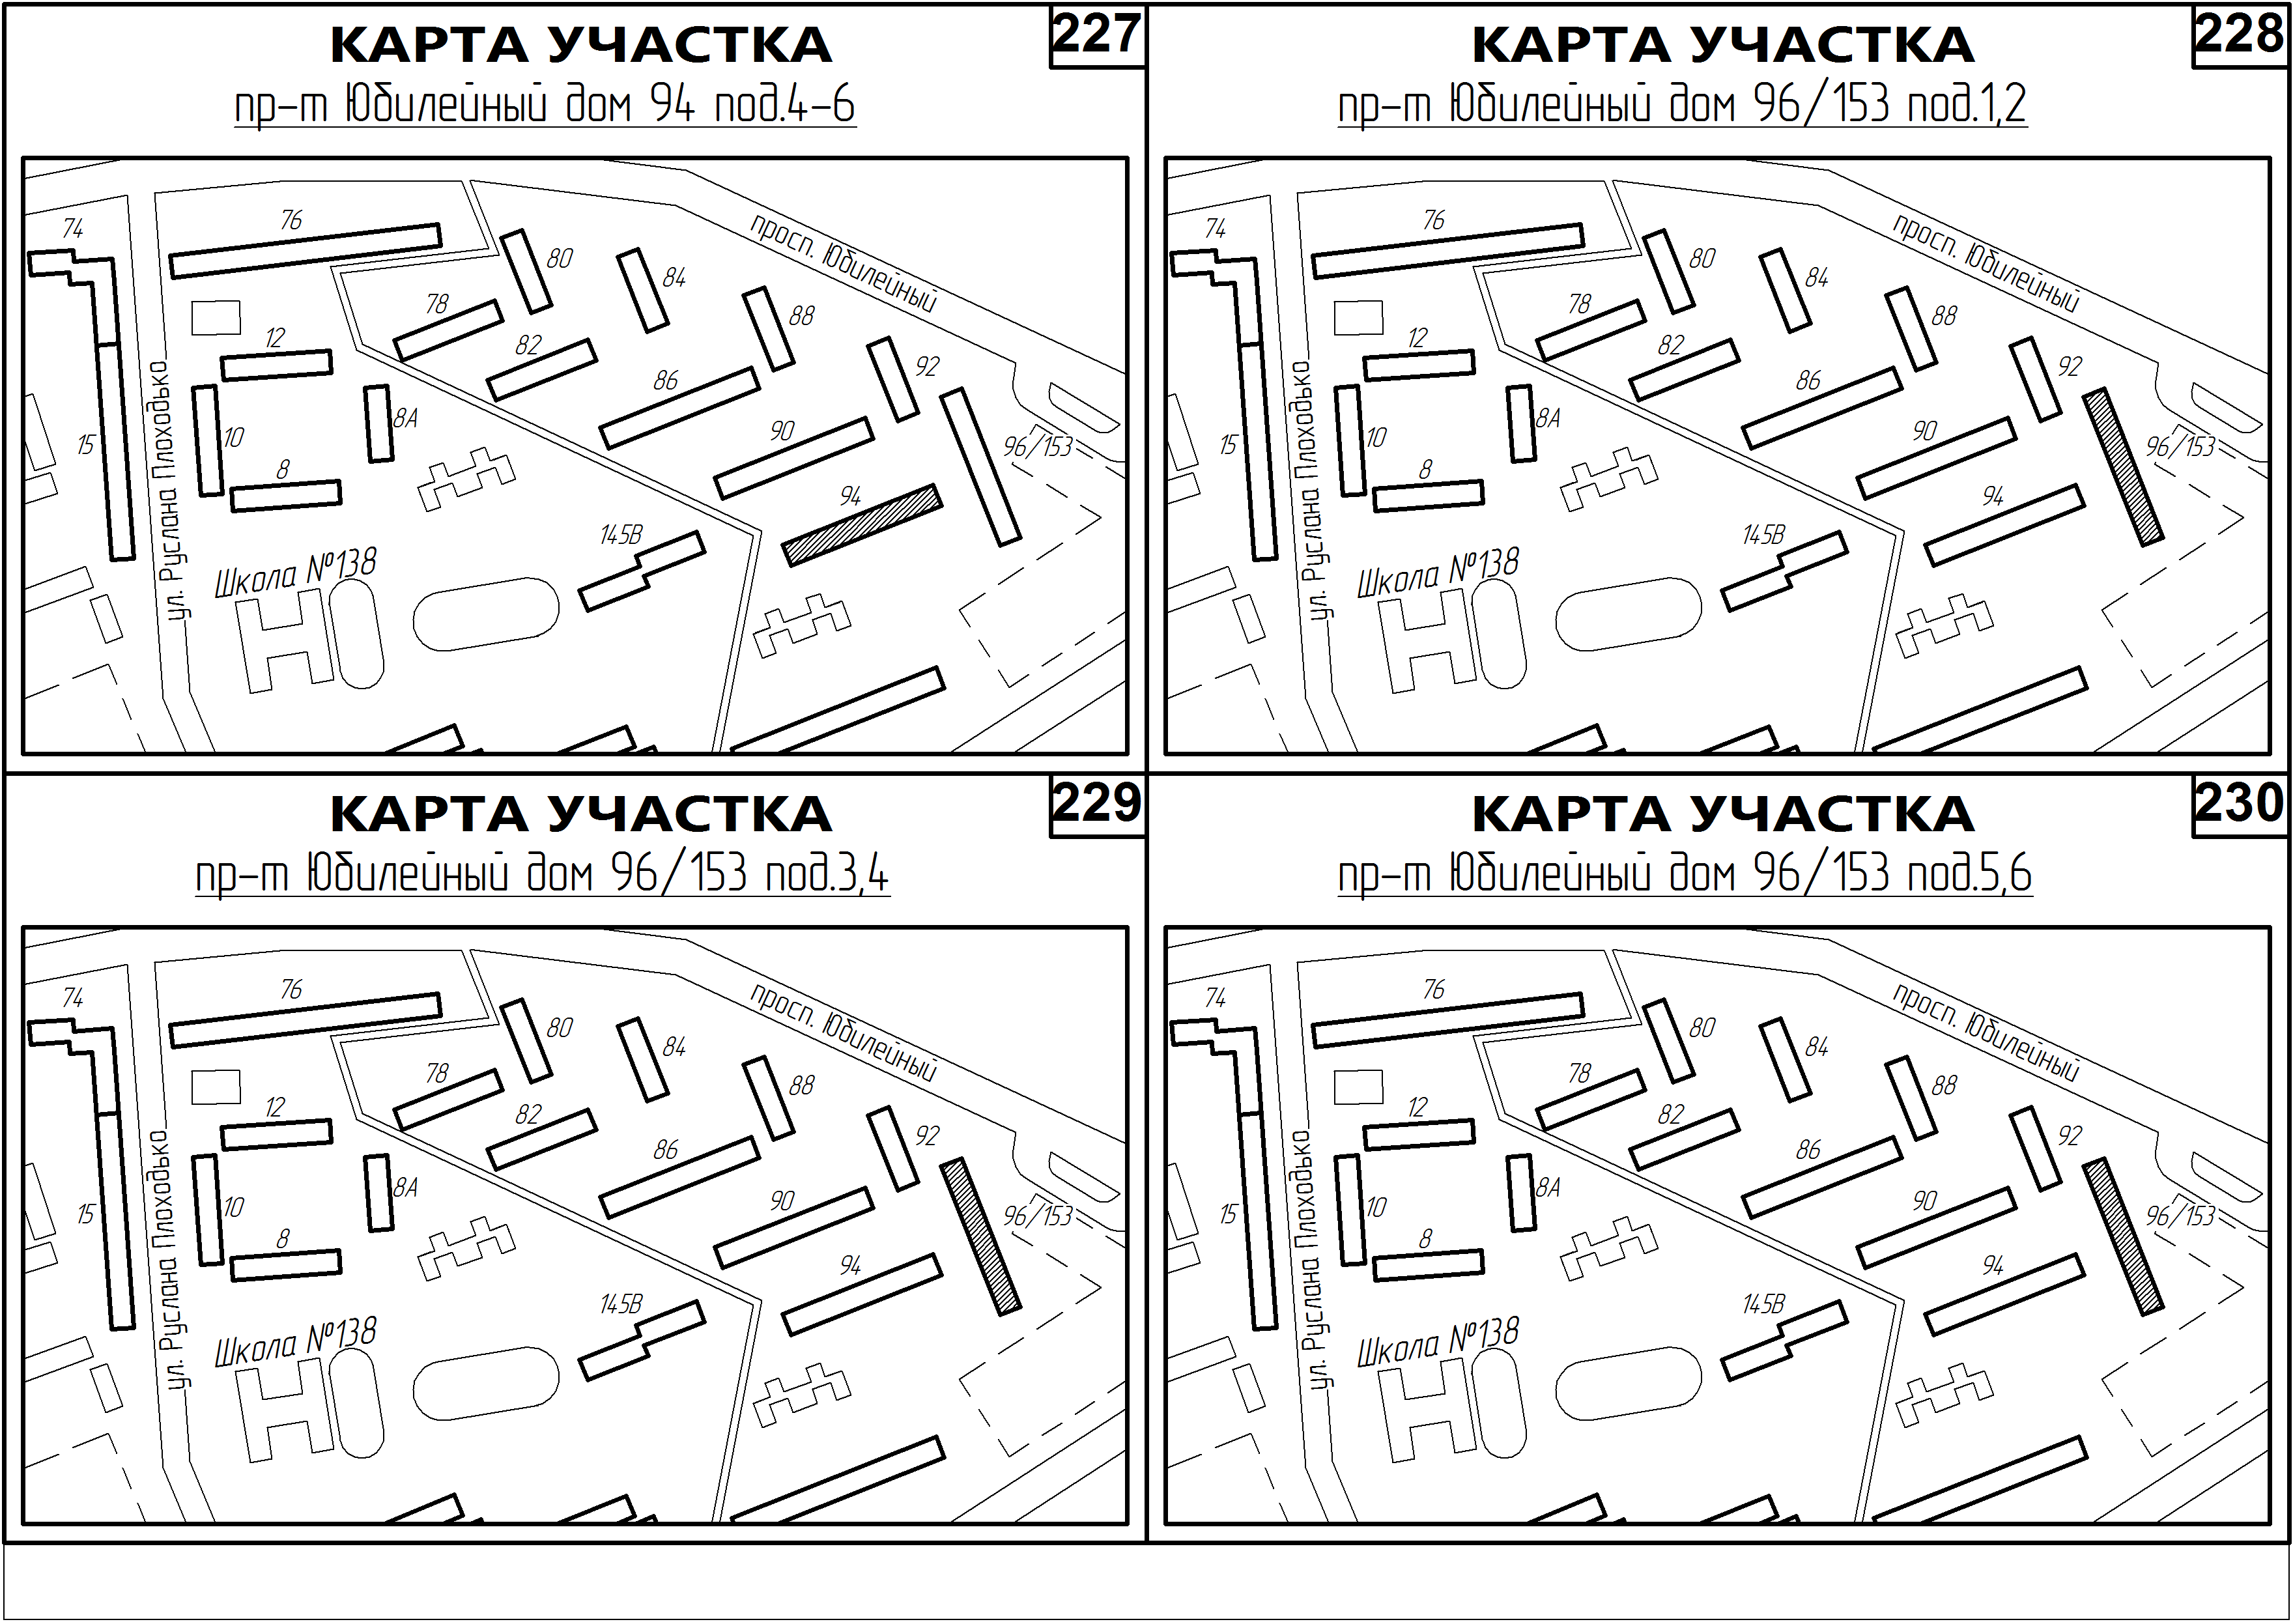 КАРТА УЧАСТКА
227
пр-т Юбилейный дом 94 под.4-6
74
76
80
84
просп. Юбилейный
78
88
12
82
92
86
8А
15
10
90
96/153
8
94
145В
ул. Руслана Плоходько
Школа №138
КАРТА УЧАСТКА
228
пр-т Юбилейный дом 96/153 под.1,2
74
76
80
84
просп. Юбилейный
78
88
12
82
92
86
8А
15
10
90
96/153
8
94
145В
ул. Руслана Плоходько
Школа №138
КАРТА УЧАСТКА
229
пр-т Юбилейный дом 96/153 под.3,4
74
76
80
84
просп. Юбилейный
78
88
12
82
92
86
8А
15
10
90
96/153
8
94
145В
ул. Руслана Плоходько
Школа №138
КАРТА УЧАСТКА
230
пр-т Юбилейный дом 96/153 под.5,6
74
76
80
84
просп. Юбилейный
78
88
12
82
92
86
8А
15
10
90
96/153
8
94
145В
ул. Руслана Плоходько
Школа №138